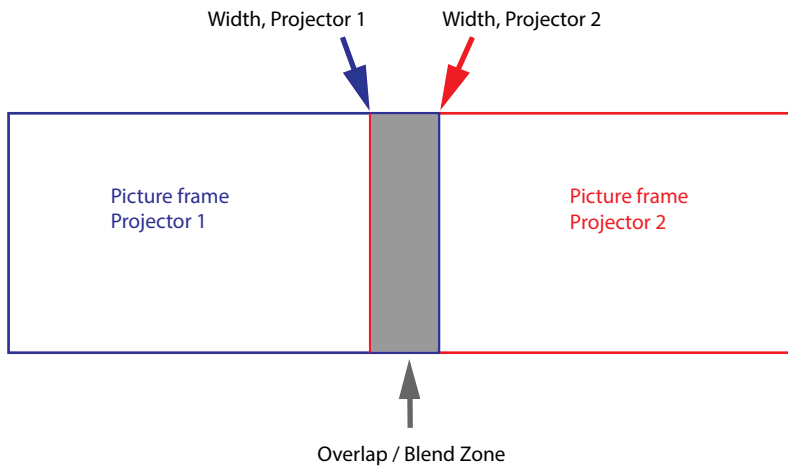 Width, Projector 1
Width, Projector 2
Picture frame
Projector 1
Picture frame
Projector 2
Overlap / Blend Zone